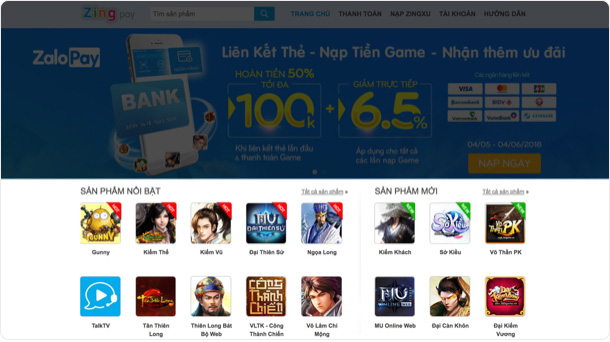 Zing pay
Tìm sản phẩm
TRANG CHỦ THANH TOÁN NẠP ZINGXU TÀI KHOẢN HƯỚNG DẪN
ZaloPay
Liên Kết Thẻ - Nạp Tiền Game - Nhận thêm ưu đãi
HOÀN TIỀN 50%
TỐI ĐA
100k
Khi liên kết thẻ lần đầu
x thanh toán Game
+
GIẢM TRỰC TIẾP
6.5%
Áp dụng cho tất cả
các lần nạp Game
BANK
Các ngân hàng liên kết
VISA
Sacombank BIDV
Vietcombank VietinBank
04/05 - 04/06/2018
NẠP NGAY
SẢN PHẨM NỔI BẬT Tất cả sản phẩm »
Gunny Kiếm Thế Kiếm Vũ Đại Thiên Sứ Ngọa Long
TalkTV Tân Thiên Long Thiên Long Bát Bộ Web VLTK - Công Thành Chiến Võ Lâm Chi Mộng
SẢN PHẨM MỚI Tất cả sản phẩm »
Kiếm Khách Sở Kiều Võ Thần PK
MU Online Web Đại Càn Khôn Đại Kiếm Vương